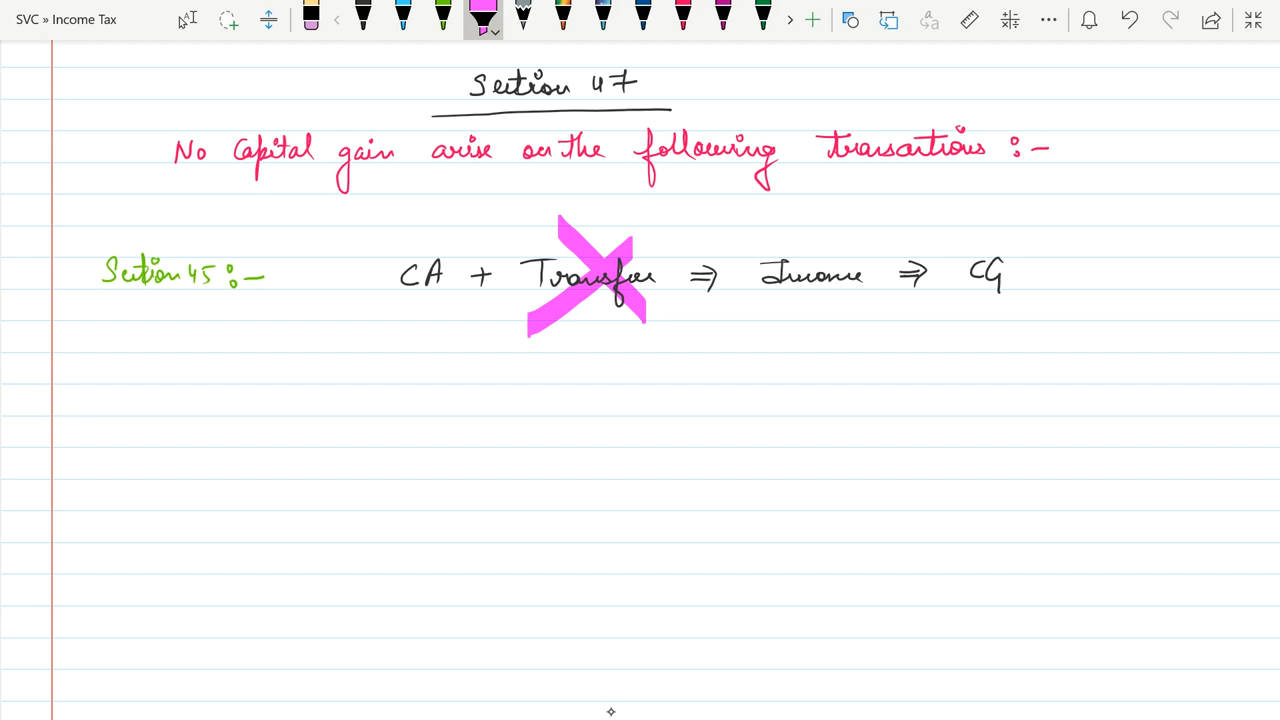 SVC » Income Tax
Section 47
No Capital gain arise on the following transactions :-
Section 45 :- CA + Transfer ⇒ Income ⇒ CG